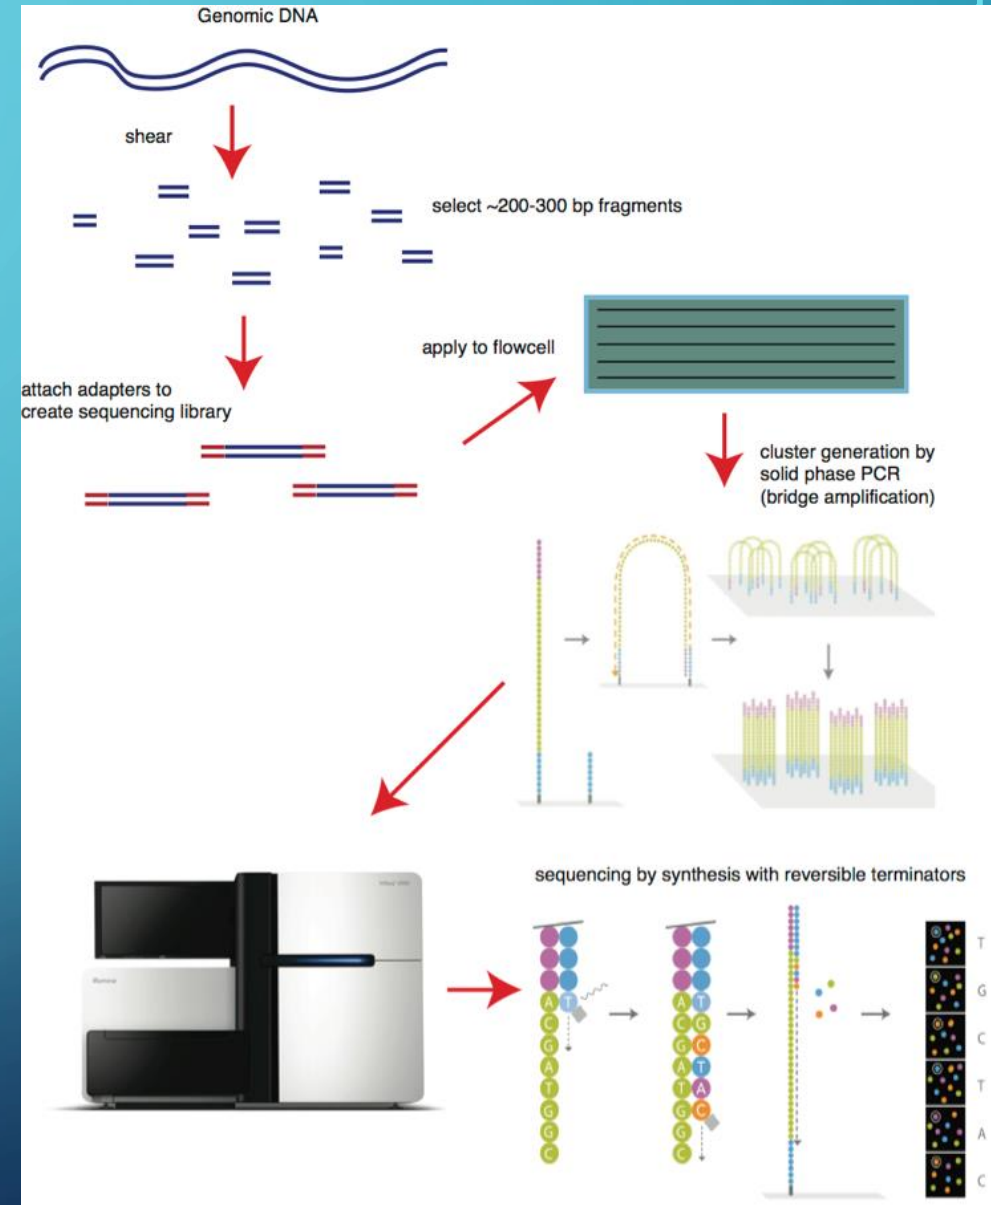 Genomic DNA
shear
select ~200-300 bp fragments
apply to flowcell
attach adapters to
create sequencing library
cluster generation by
solid phase PCR
(bridge amplification)
sequencing by synthesis with reversible terminators
A T
C
G
A
T
G
G
C
A T
C G
G C
A T
T A
G C
G
C
T
G
C
T
A
C